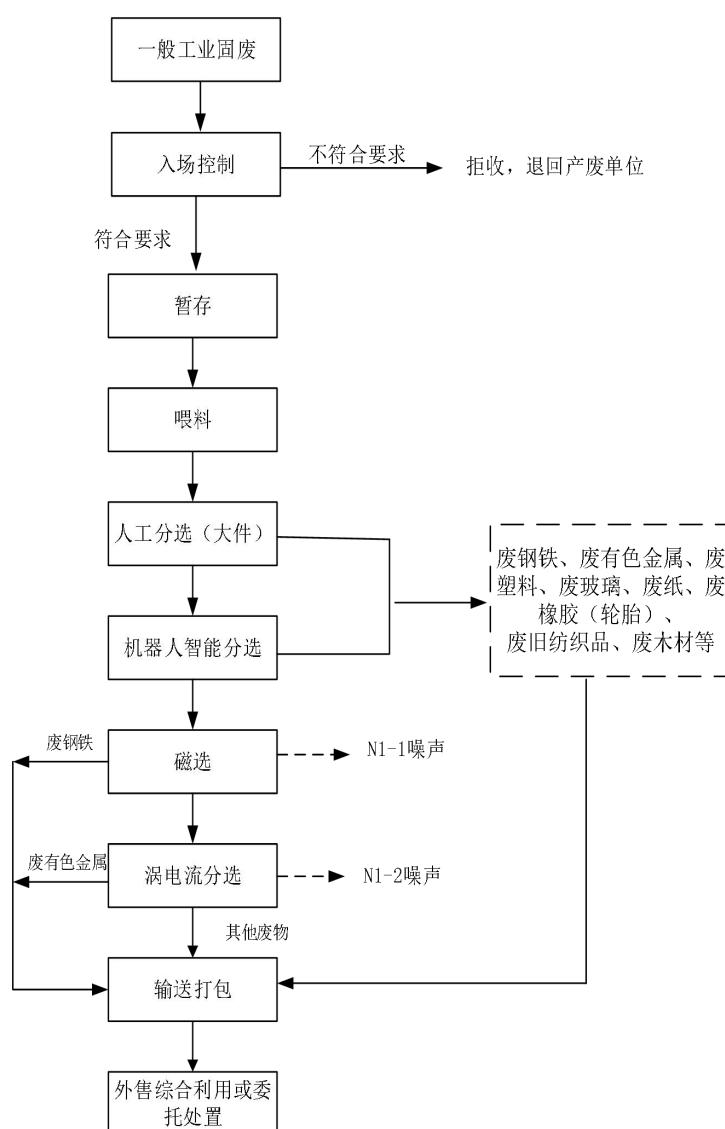 一般工业固废
入场控制
不符合要求
拒收，退回产废单位
符合要求
暂存
喂料
人工分选（大件）
废钢铁、废有色金属、废
塑料、废玻璃、废纸、废
橡胶（轮胎）、
废旧纺织品、废木材等
机器人智能分选
废钢铁
磁选
N1-1噪声
废有色金属
涡电流分选
N1-2噪声
其他废物
输送打包
外售综合利用或委
托处置